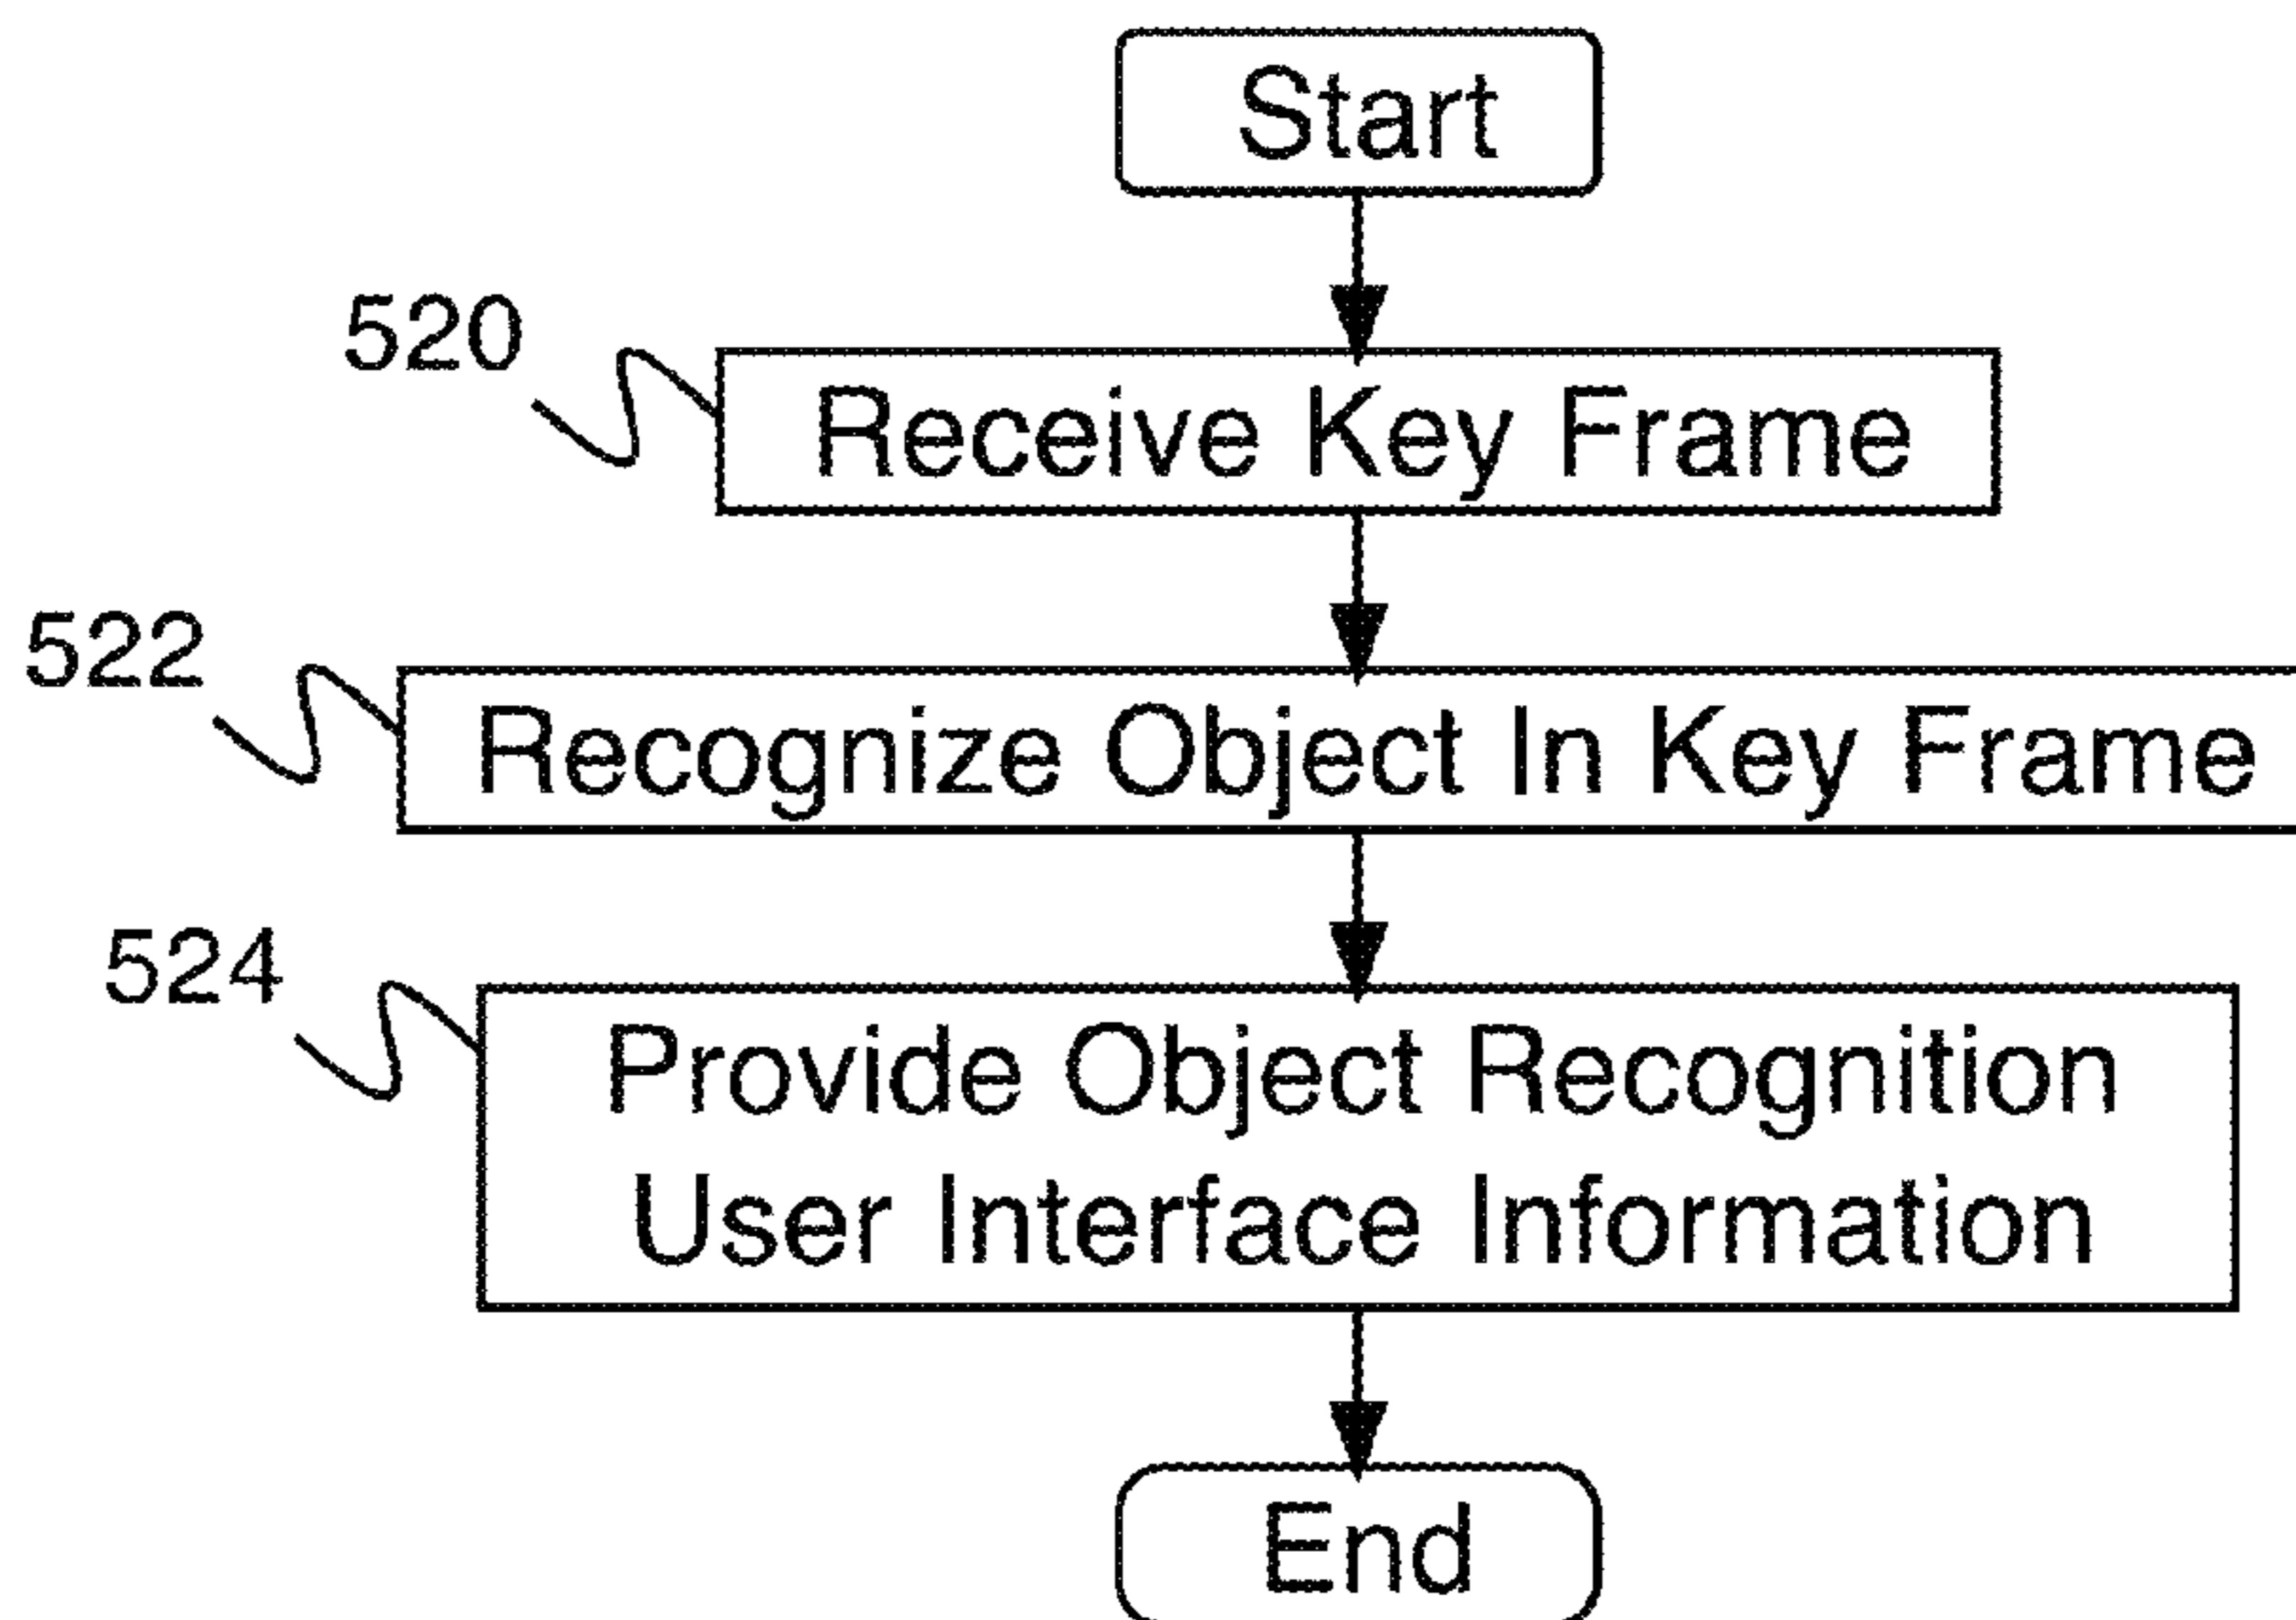 Start
520
Receive Key Frame
522
Recognize Object In Key Frame
524
Provide Object Recognition
User Interface Information
End